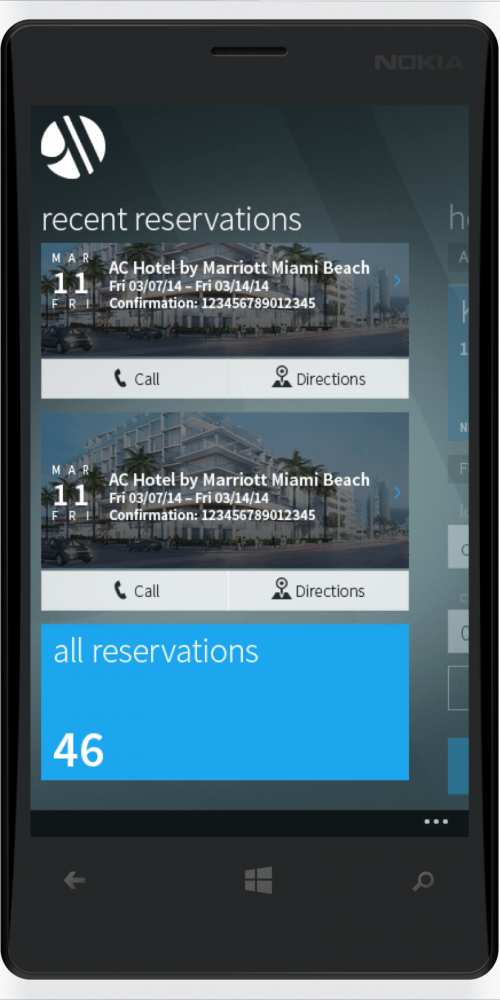 NOKIA
recent reservations
MAR
11
FRI
AC Hotel by Marriott Miami Beach
Fri 03/07/14 – Fri 03/14/14
Confirmation: 123456789012345
Call
Directions
MAR
11
FRI
AC Hotel by Marriott Miami Beach
Fri 03/07/14 – Fri 03/14/14
Confirmation: 123456789012345
Call
Directions
all reservations
46